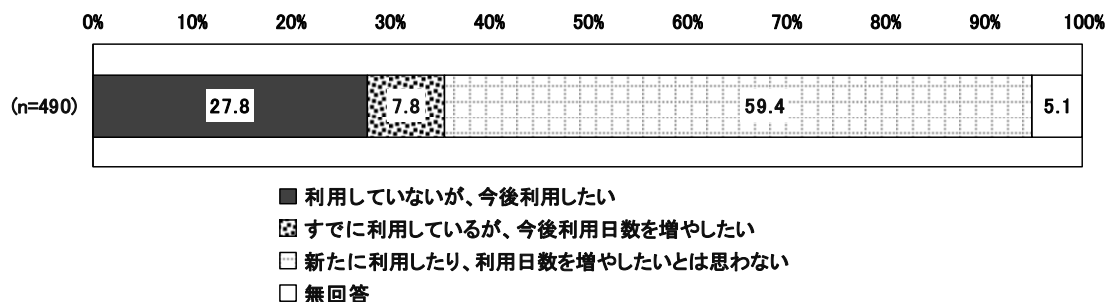 0% 10% 20% 30% 40% 50% 60% 70% 80% 90% 100%
(n=490) 27.8 7.8 59.4 5.1
利用していないが、今後利用したい
すでに利用しているが、今後利用日数を増やしたい
新たに利用したり、利用日数を増やしたいとは思わない
無回答